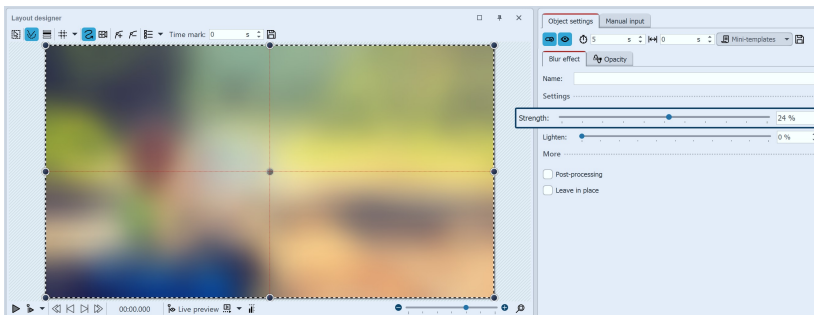 Layout designer
Time mark: 0 s
00:00.000 Live preview
Object settings Manual input
5 s 0 s Mini-templates
Blur effect Opacity
Name:
Settings
Strength: 24 %
Lighten: 0 %
More
Post-processing
Leave in place